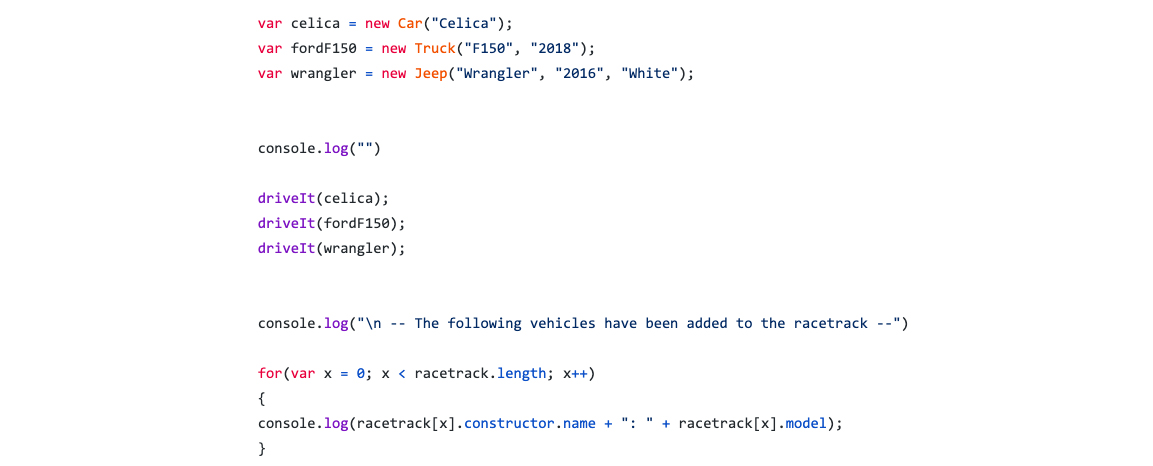 var celica = new Car("Celica");
var fordF150 = new Truck("F150", "2018");
var wrangler = new Jeep("Wrangler", "2016", "White");
console.log("")
driveIt(celica);
driveIt(fordF150);
driveIt(wrangler);
console.log("\n -- The following vehicles have been added to the racetrack --")
for(var x = 0; x < racetrack.length; x++)
{
console.log(racetrack[x].constructor.name + ": " + racetrack[x].model);
}